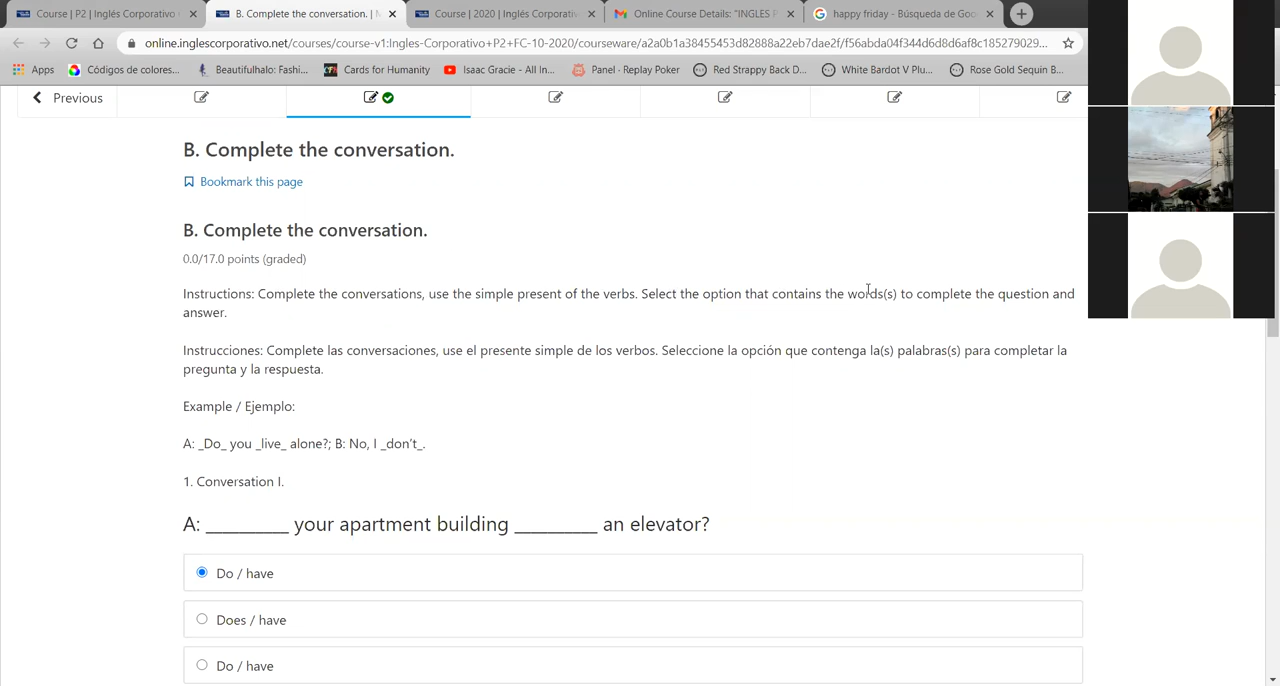 Course | P2 | Inglés Corporativo
B. Complete the conversation. |
Course | 2020 | Inglés Corporativ
Online Course Details: "INGLES P
happy friday - Búsqueda de Goo
online.inglescorporativo.net/courses/course-v1:Ingles-Corporativo+P2+FC-10-2020/courseware/a2a0b1a38455453d82888a22eb7dae2f/f56abda04f344d6d8d6af8c185279029...
Apps
Códigos de colores...
Beautifulhalo: Fashi...
Cards for Humanity
Isaac Gracie - All In...
Panel · Replay Poker
Red Strappy Back D...
White Bardot V Plu...
Rose Gold Sequin B...
Previous
B. Complete the conversation.
Bookmark this page
B. Complete the conversation.
0.0/17.0 points (graded)
Instructions: Complete the conversations, use the simple present of the verbs. Select the option that contains the words(s) to complete the question and
answer.
Instrucciones: Complete las conversaciones, use el presente simple de los verbos. Seleccione la opción que contenga la(s) palabras(s) para completar la
pregunta y la respuesta.
Example / Ejemplo:
A: _Do_ you _live_ alone?; B: No, I _don't_.
1. Conversation I.
A: __________ your apartment building __________ an elevator?
Do / have
Does / have
Do / have